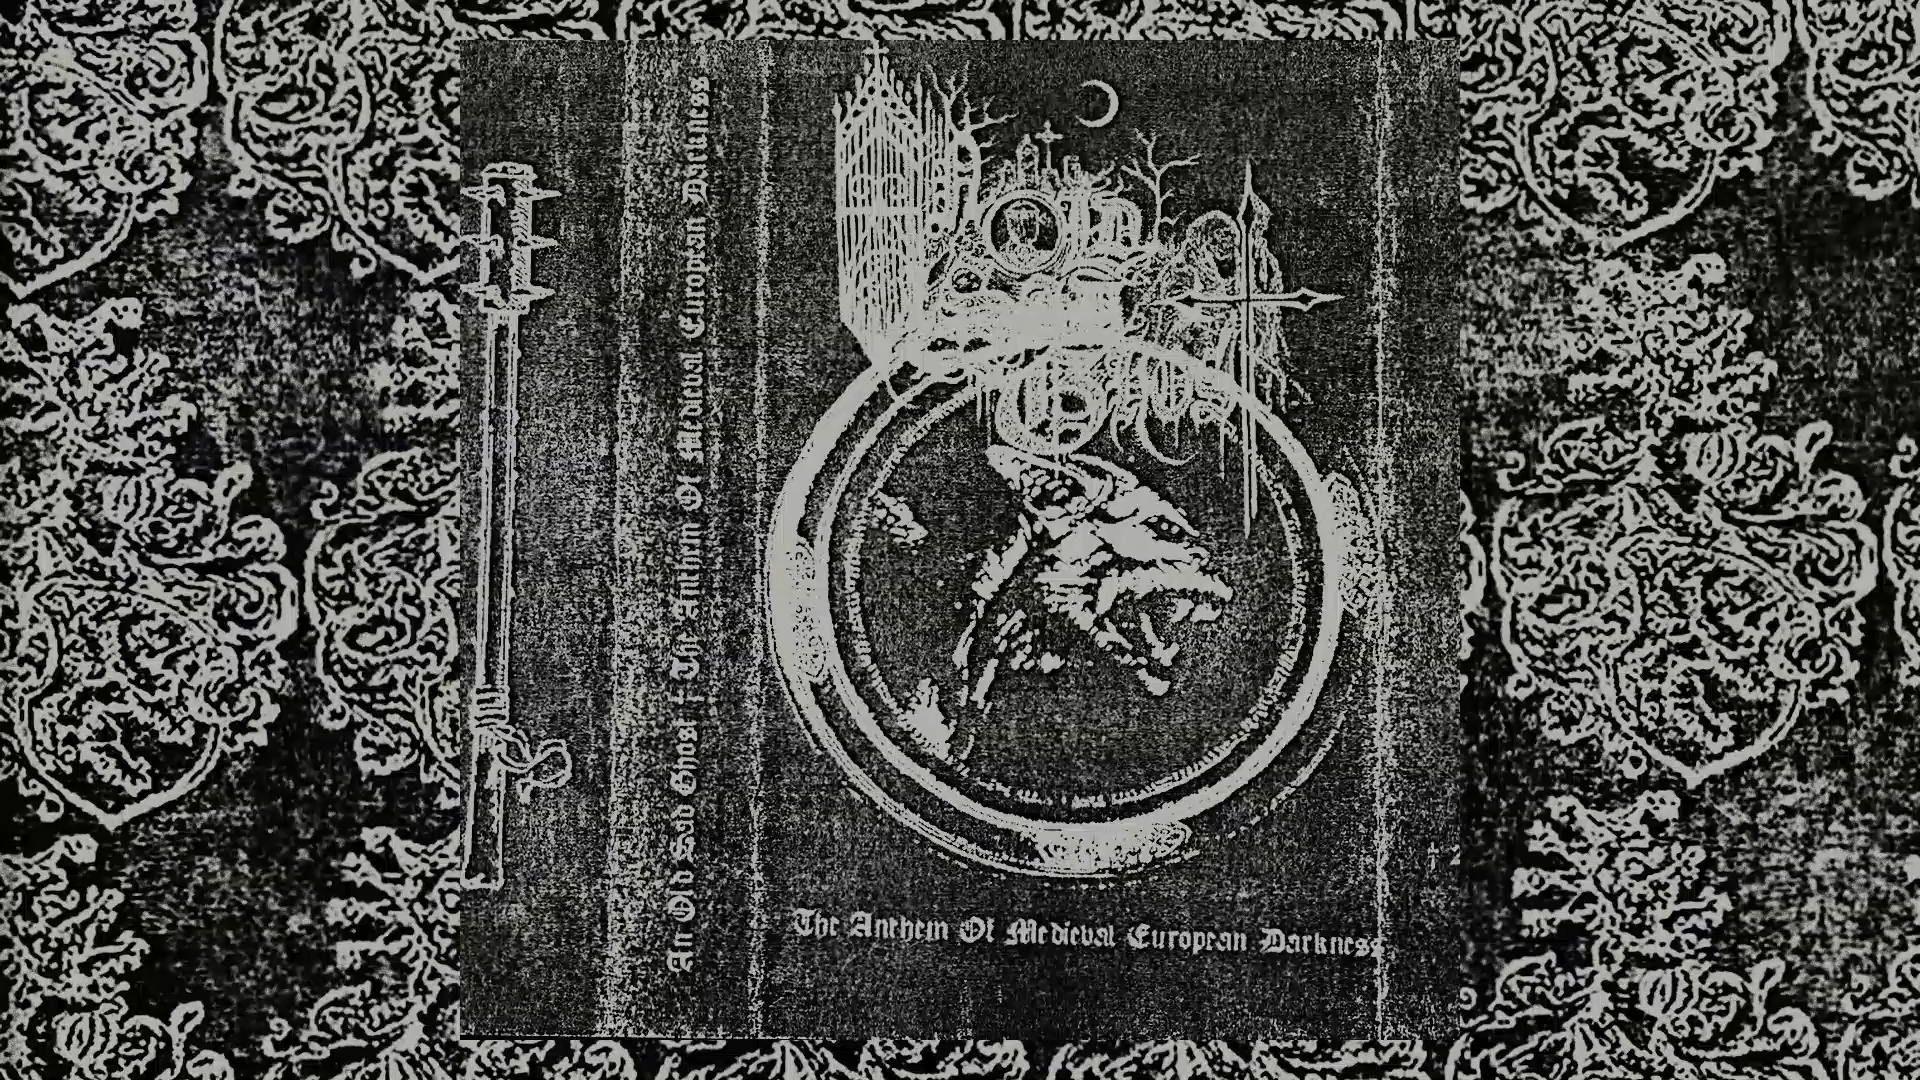 An Old Sad Ghost
The Anthem Of Medieval European Darkness
The Anthem Of Medieval European Darkness